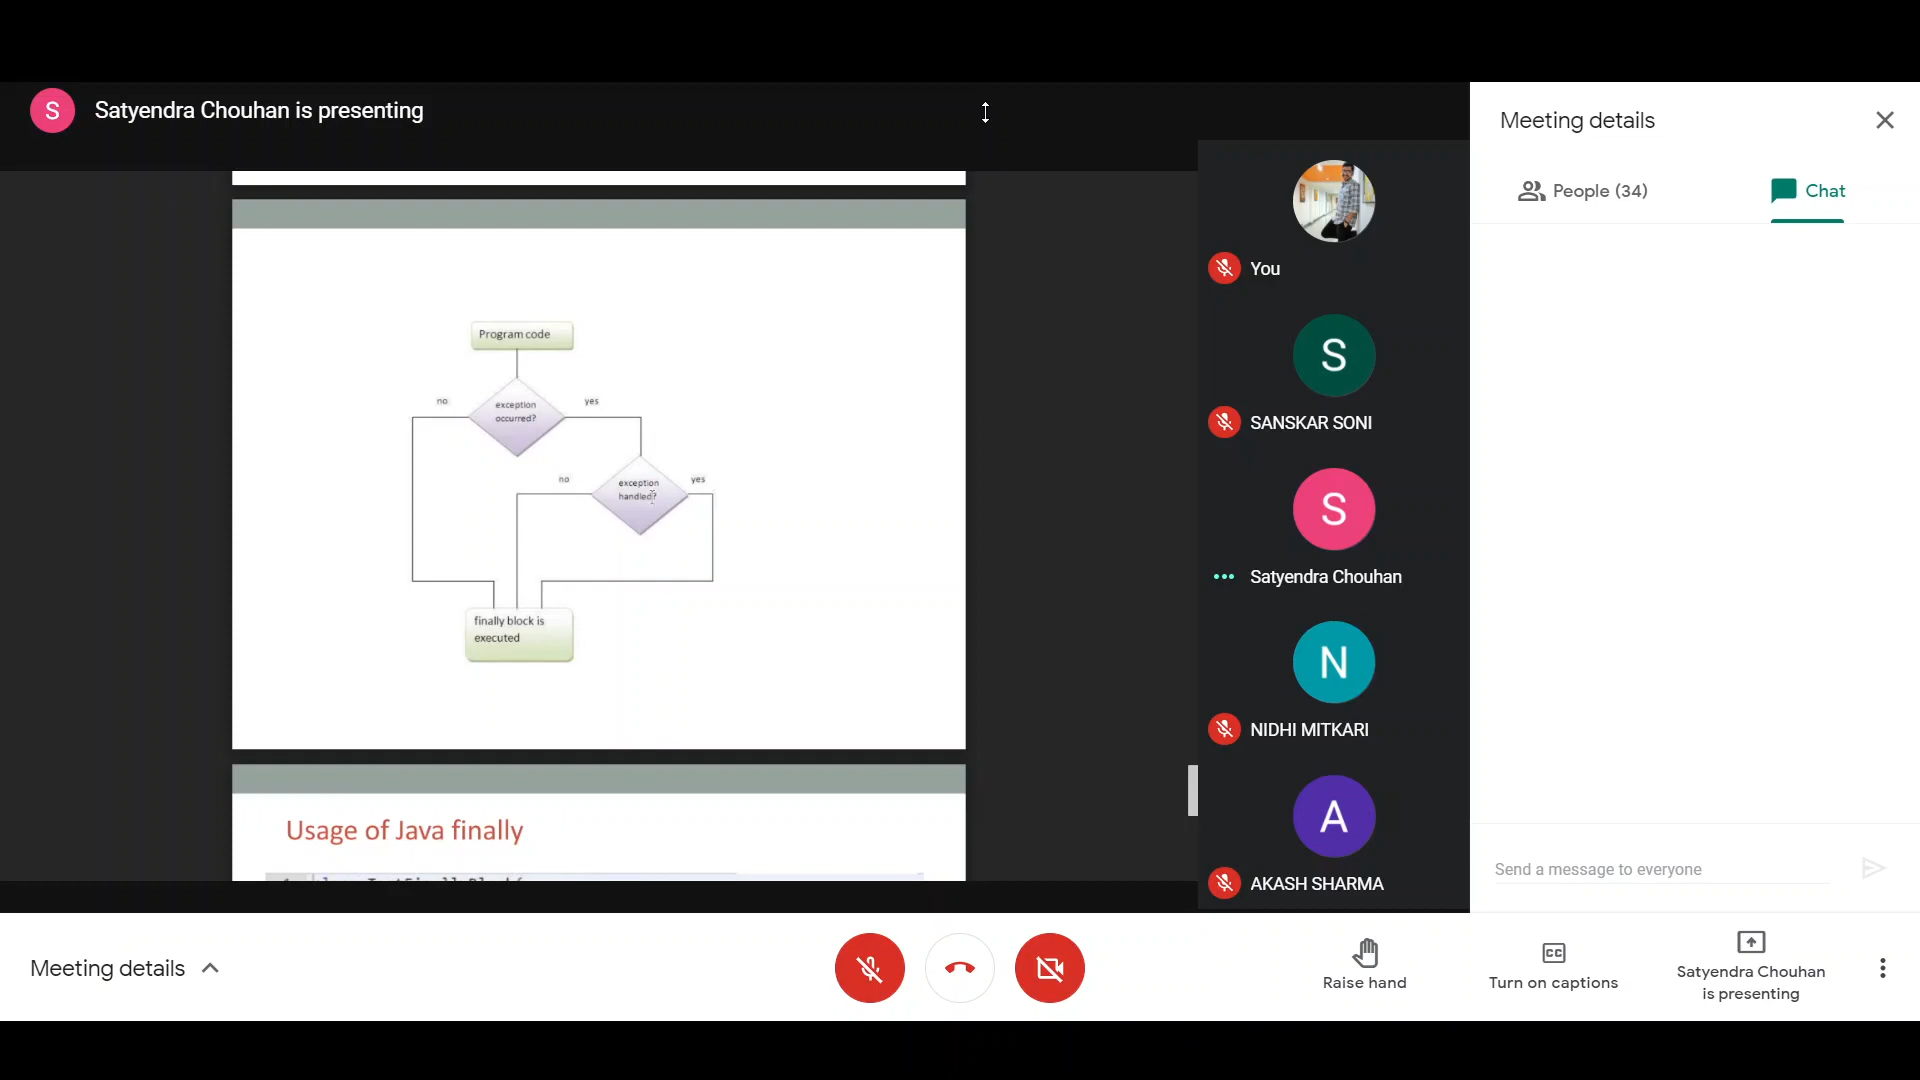 S
Satyendra Chouhan is presenting
Program code
no
yes
exception
occurred?
no
yes
exception
handled?
finally block is
executed
Usage of Java finally
You
S
SANSKAR SONI
S
Satyendra Chouhan
N
NIDHI MITKARI
A
AKASH SHARMA
Meeting details
People (34)
Chat
Send a message to everyone
Meeting details
Raise hand
CC
Turn on captions
Satyendra Chouhan
is presenting